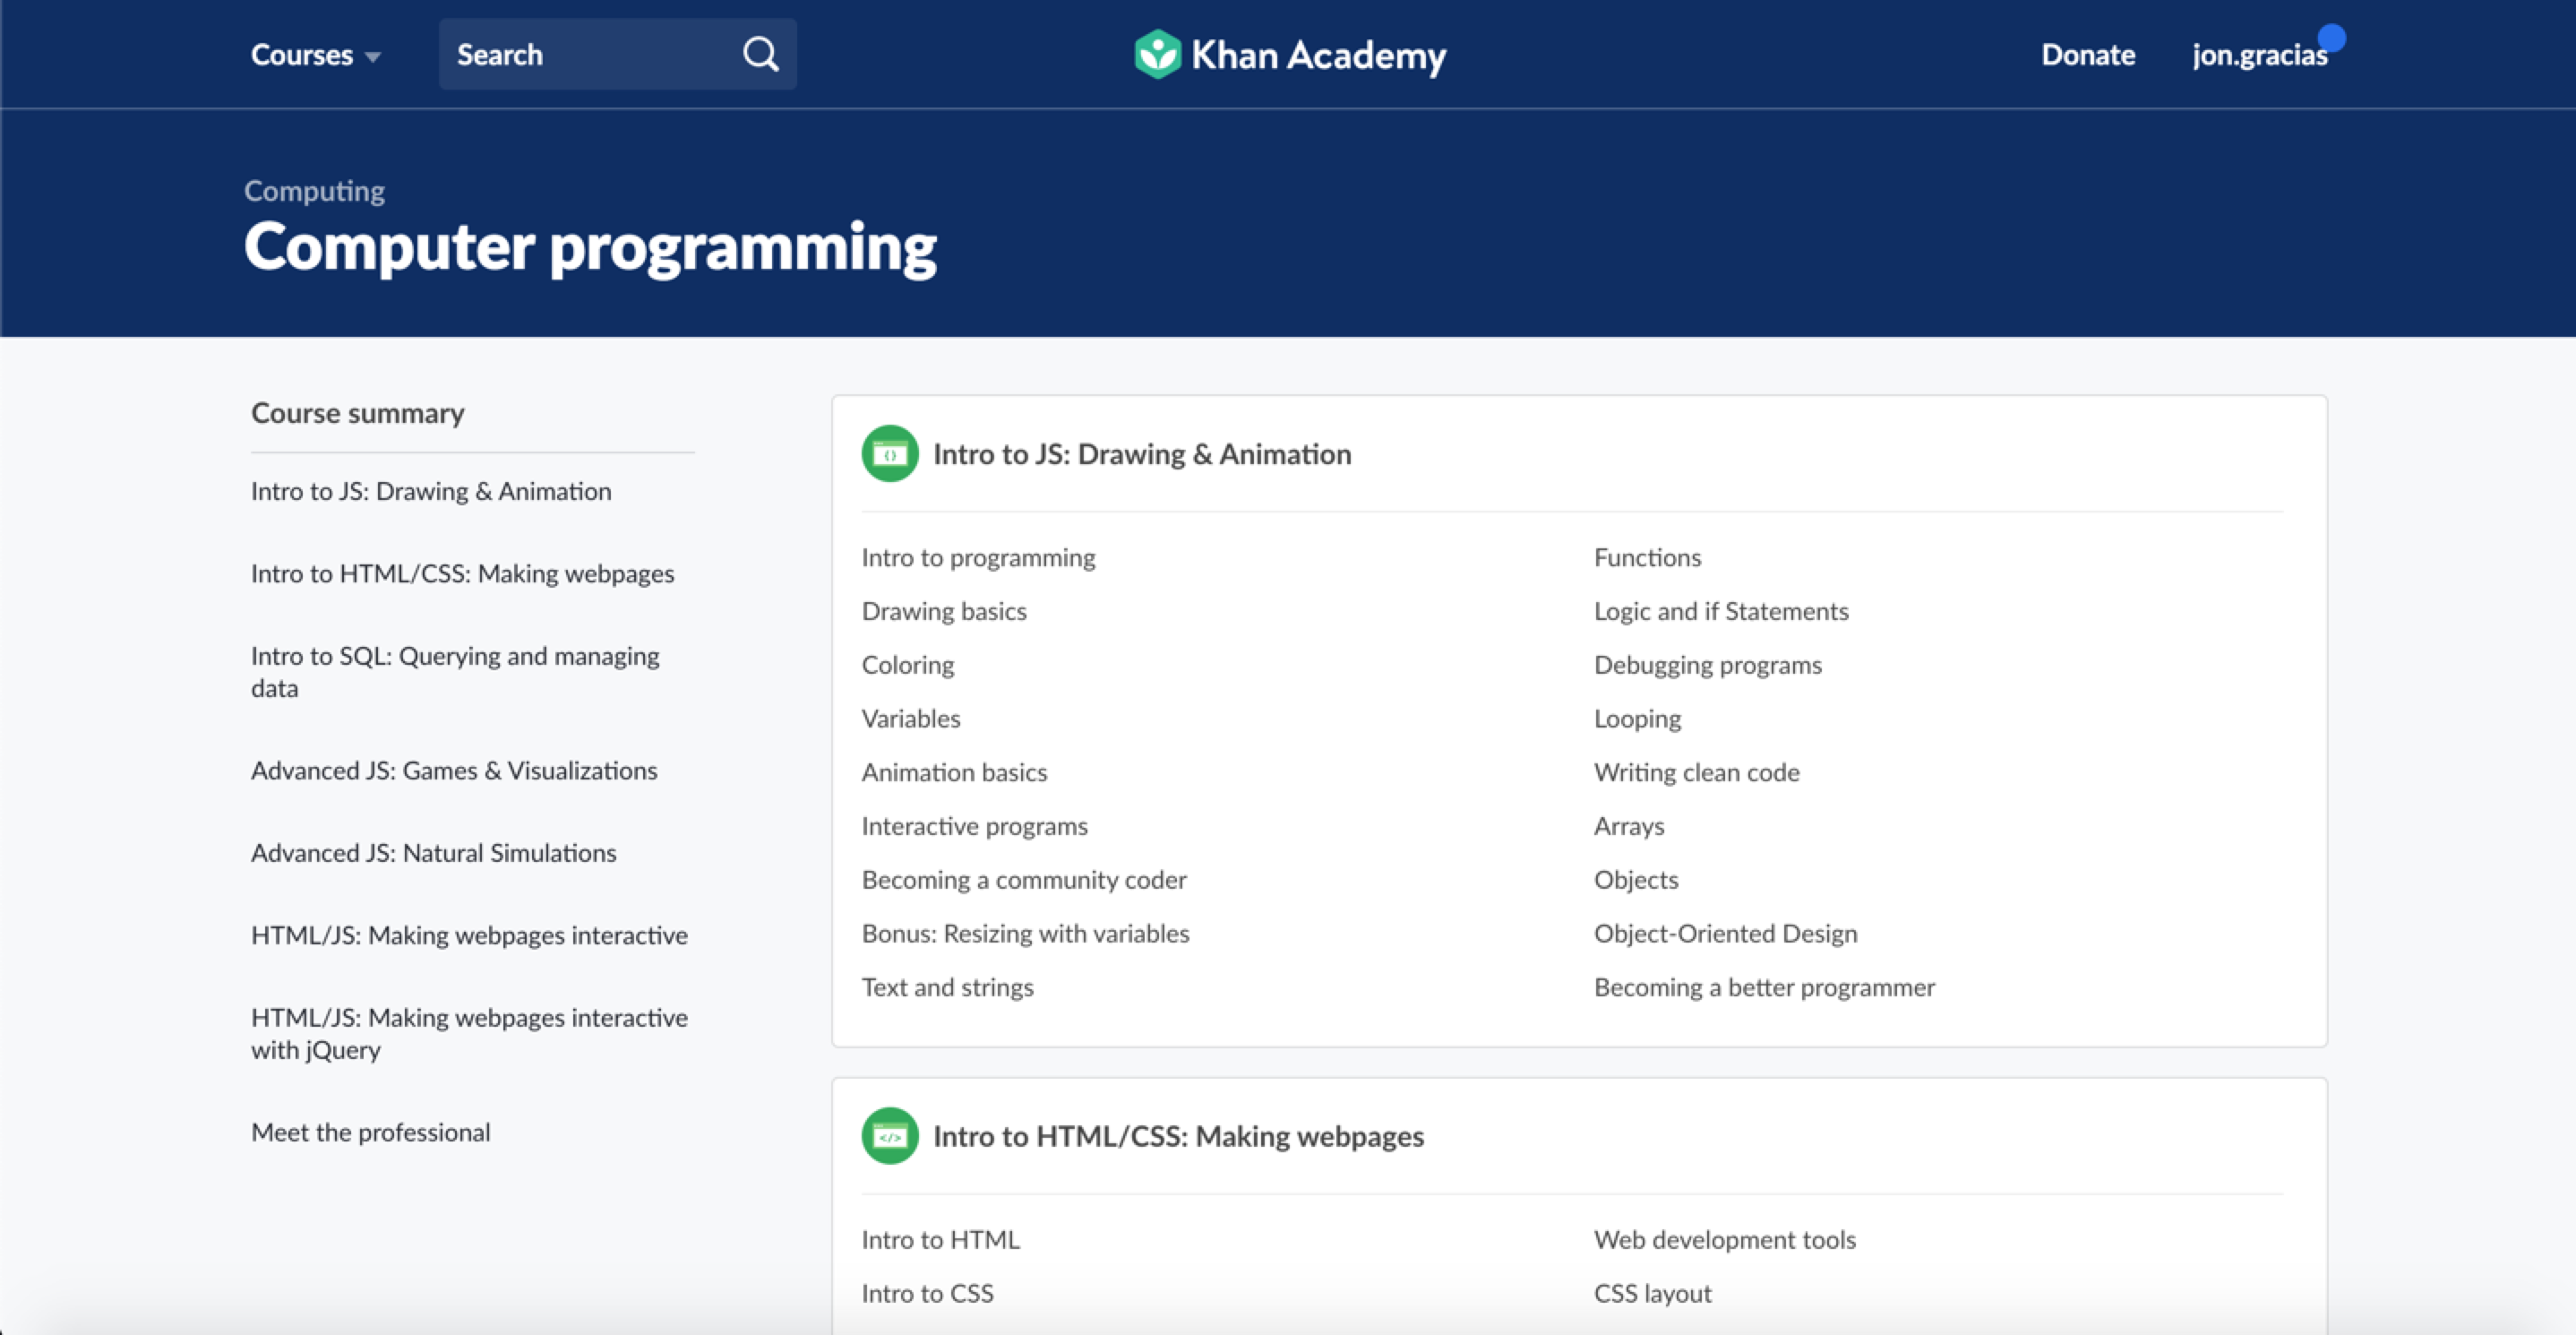 Courses
Search
Khan Academy
Donate
jon.gracias
Computing
Computer programming
Course summary
Intro to JS: Drawing & Animation
Intro to HTML/CSS: Making webpages
Intro to SQL: Querying and managing
data
Advanced JS: Games & Visualizations
Advanced JS: Natural Simulations
HTML/JS: Making webpages interactive
HTML/JS: Making webpages interactive
with jQuery
Meet the professional
Intro to JS: Drawing & Animation
Intro to programming
Drawing basics
Coloring
Variables
Animation basics
Interactive programs
Becoming a community coder
Bonus: Resizing with variables
Text and strings
Functions
Logic and if Statements
Debugging programs
Looping
Writing clean code
Arrays
Objects
Object-Oriented Design
Becoming a better programmer
Intro to HTML/CSS: Making webpages
Intro to HTML
Intro to CSS
Web development tools
CSS layout